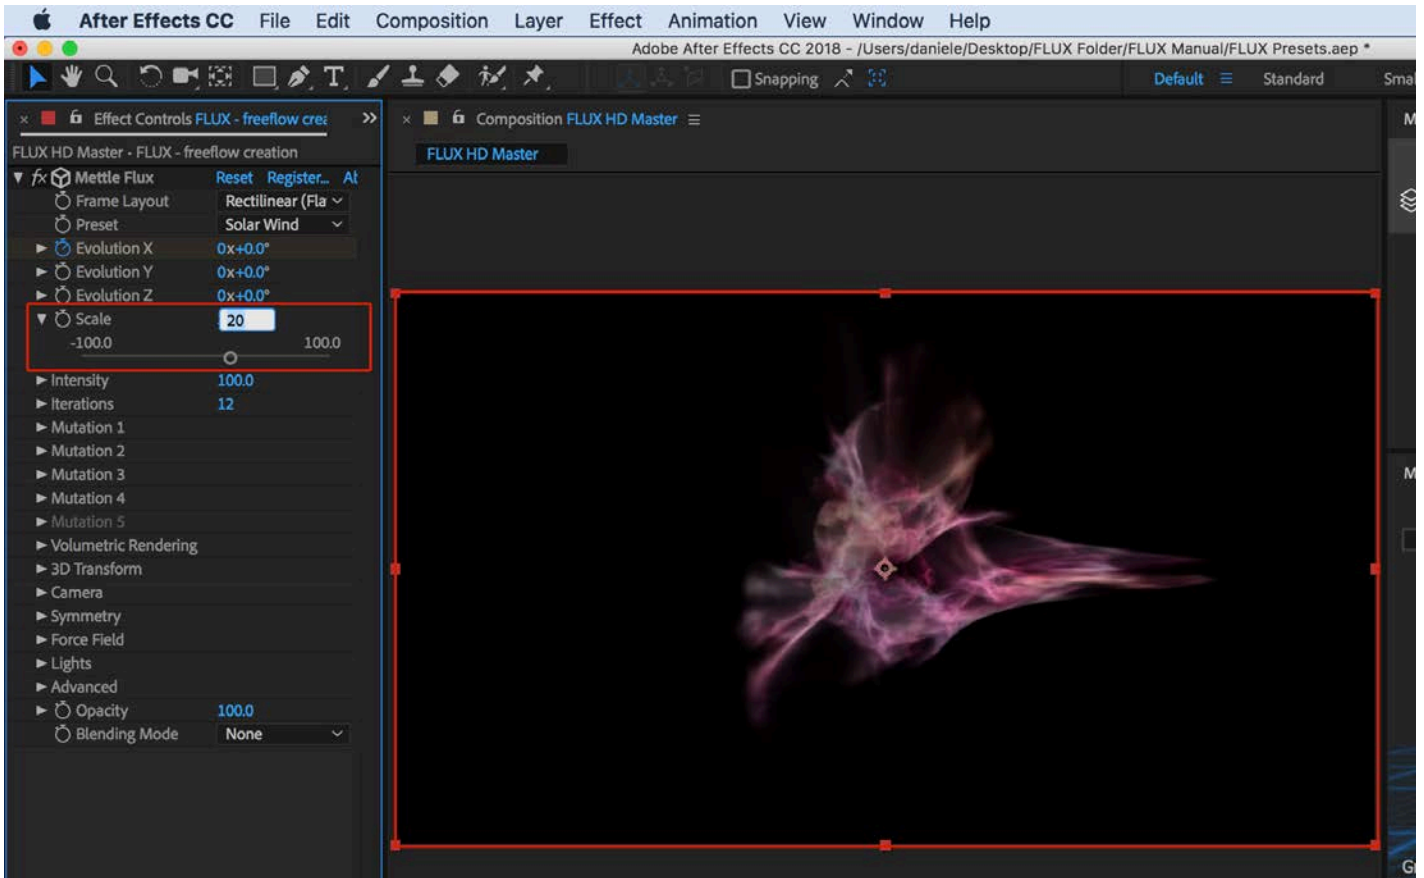 After Effects CC File Edit Composition Layer Effect Animation View Window Help
Adobe After Effects CC 2018 - /Users/daniele/Desktop/FLUX Folder/FLUX Manual/FLUX Presets.aep *
T Snapping Default Standard Smal
Effect Controls FLUX - freeflow crea
FLUX HD Master • FLUX - freeflow creation
fx Mettle Flux Reset Register... Ab
Frame Layout Rectilinear (Fla
Preset Solar Wind
Evolution X 0x+0.0°
Evolution Y 0x+0.0°
Evolution Z 0x+0.0°
Scale 20
-100.0 100.0
Intensity 100.0
Iterations 12
Mutation 1
Mutation 2
Mutation 3
Mutation 4
Mutation 5
Volumetric Rendering
3D Transform
Camera
Symmetry
Force Field
Lights
Advanced
Opacity 100.0
Blending Mode None
Composition FLUX HD Master
FLUX HD Master
M
M